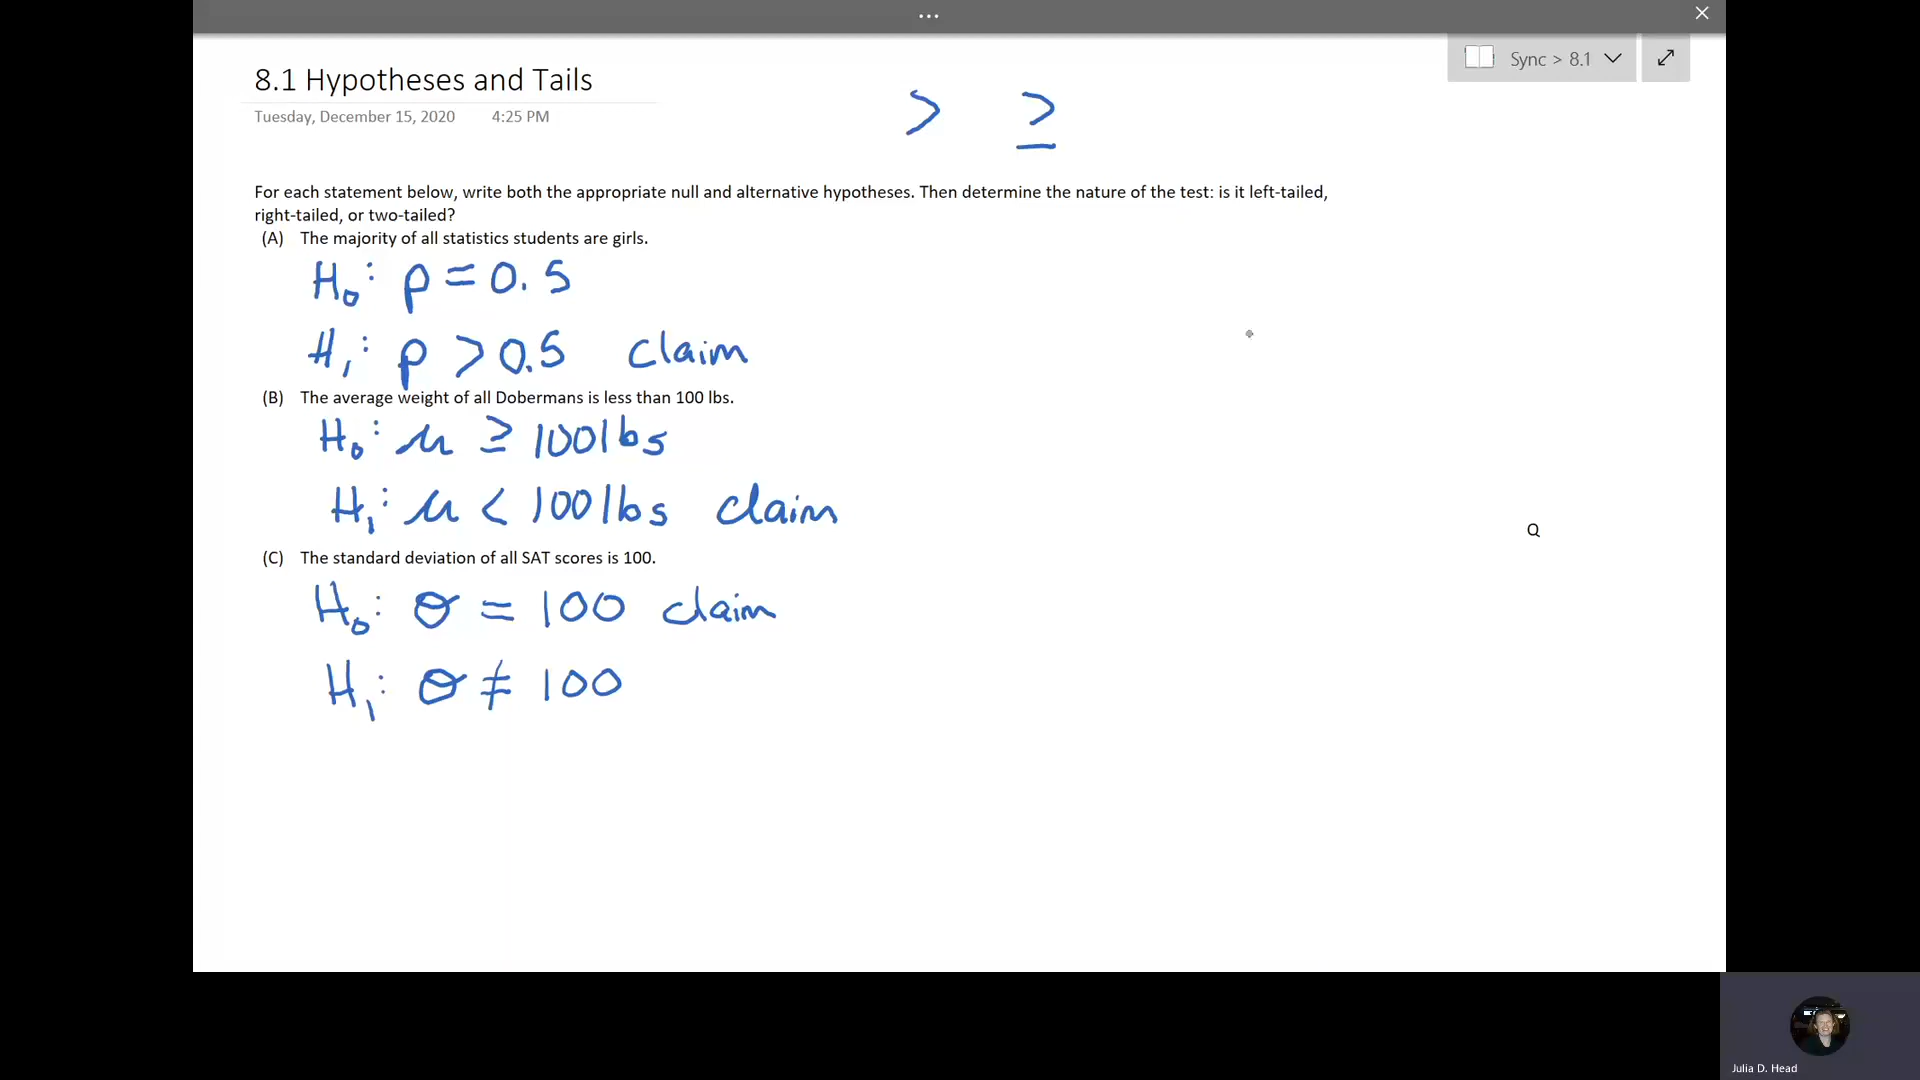 ...
8.1 Hypotheses and Tails
Sync > 8.1
Tuesday, December 15, 2020 4:25 PM
> ≥
For each statement below, write both the appropriate null and alternative hypotheses. Then determine the nature of the test: is it left-tailed,
right-tailed, or two-tailed?
(A) The majority of all statistics students are girls.
H₀: p = 0.5
H₁: p > 0.5 claim
(B) The average weight of all Dobermans is less than 100 lbs.
H₀: μ ≥ 100 lbs
H₁: μ < 100 lbs claim
Q
(C) The standard deviation of all SAT scores is 100.
H₀: σ = 100 claim
H₁: σ ≠ 100
Julia D. Head